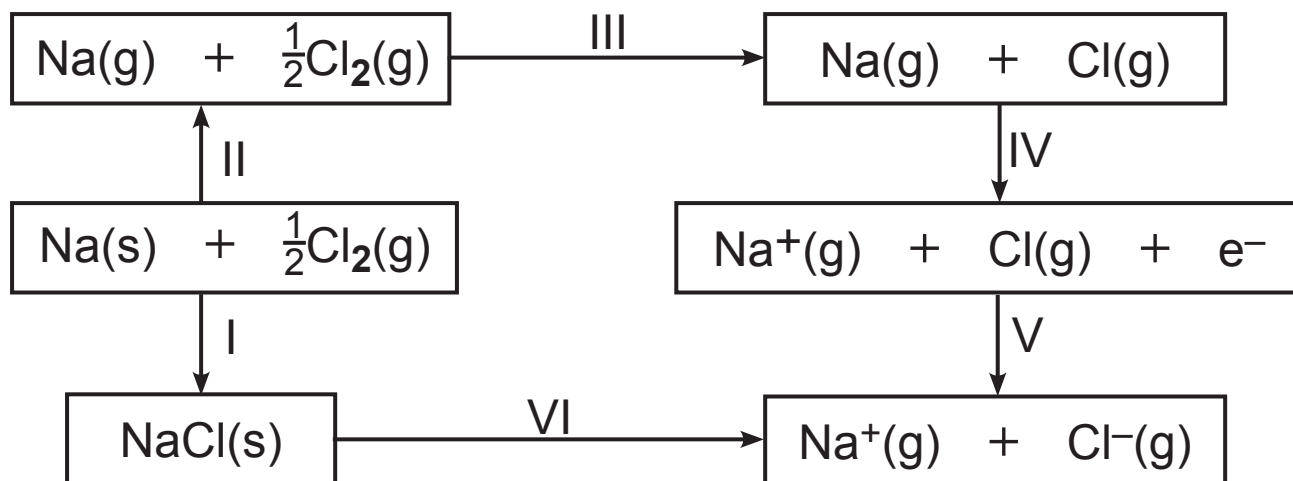 III
Na(g) + ½Cl₂(g) Na(g) + Cl(g)
II IV
Na(s) + ½Cl₂(g) Na⁺(g) + Cl(g) + e⁻
I V
VI
NaCl(s) Na⁺(g) + Cl⁻(g)